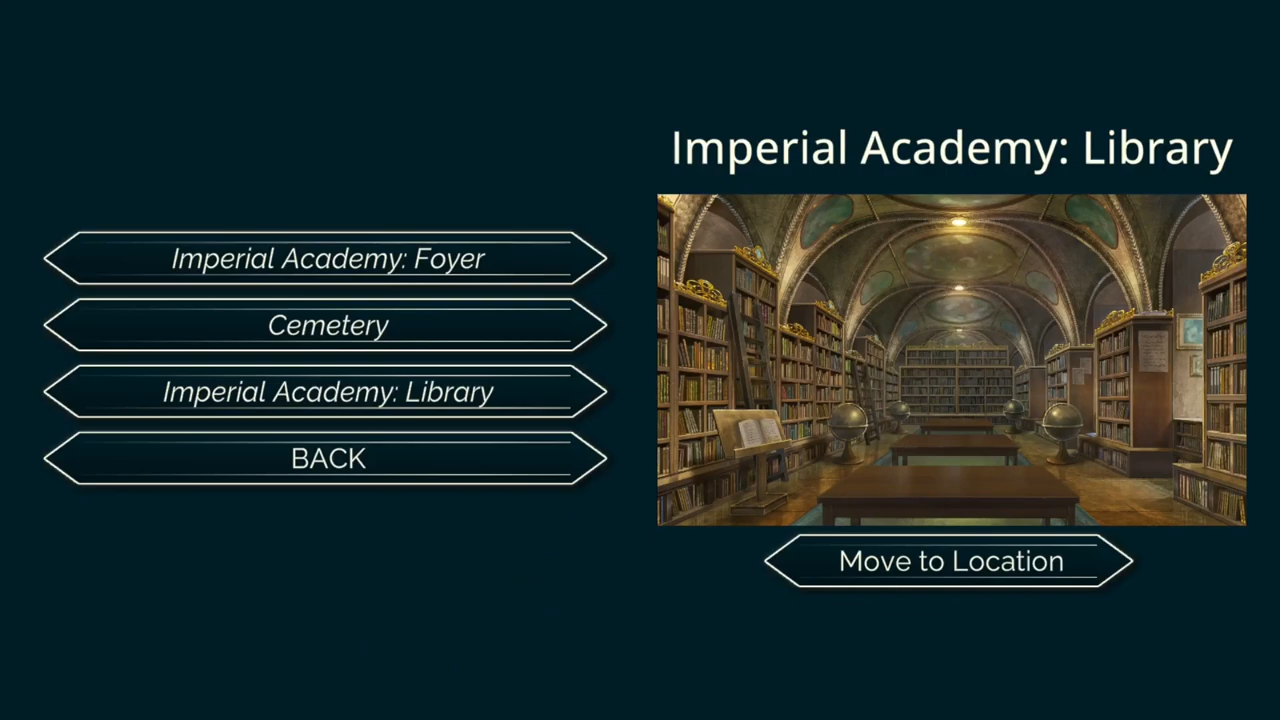 Imperial Academy: Foyer
Cemetery
Imperial Academy: Library
BACK
Imperial Academy: Library
Move to Location